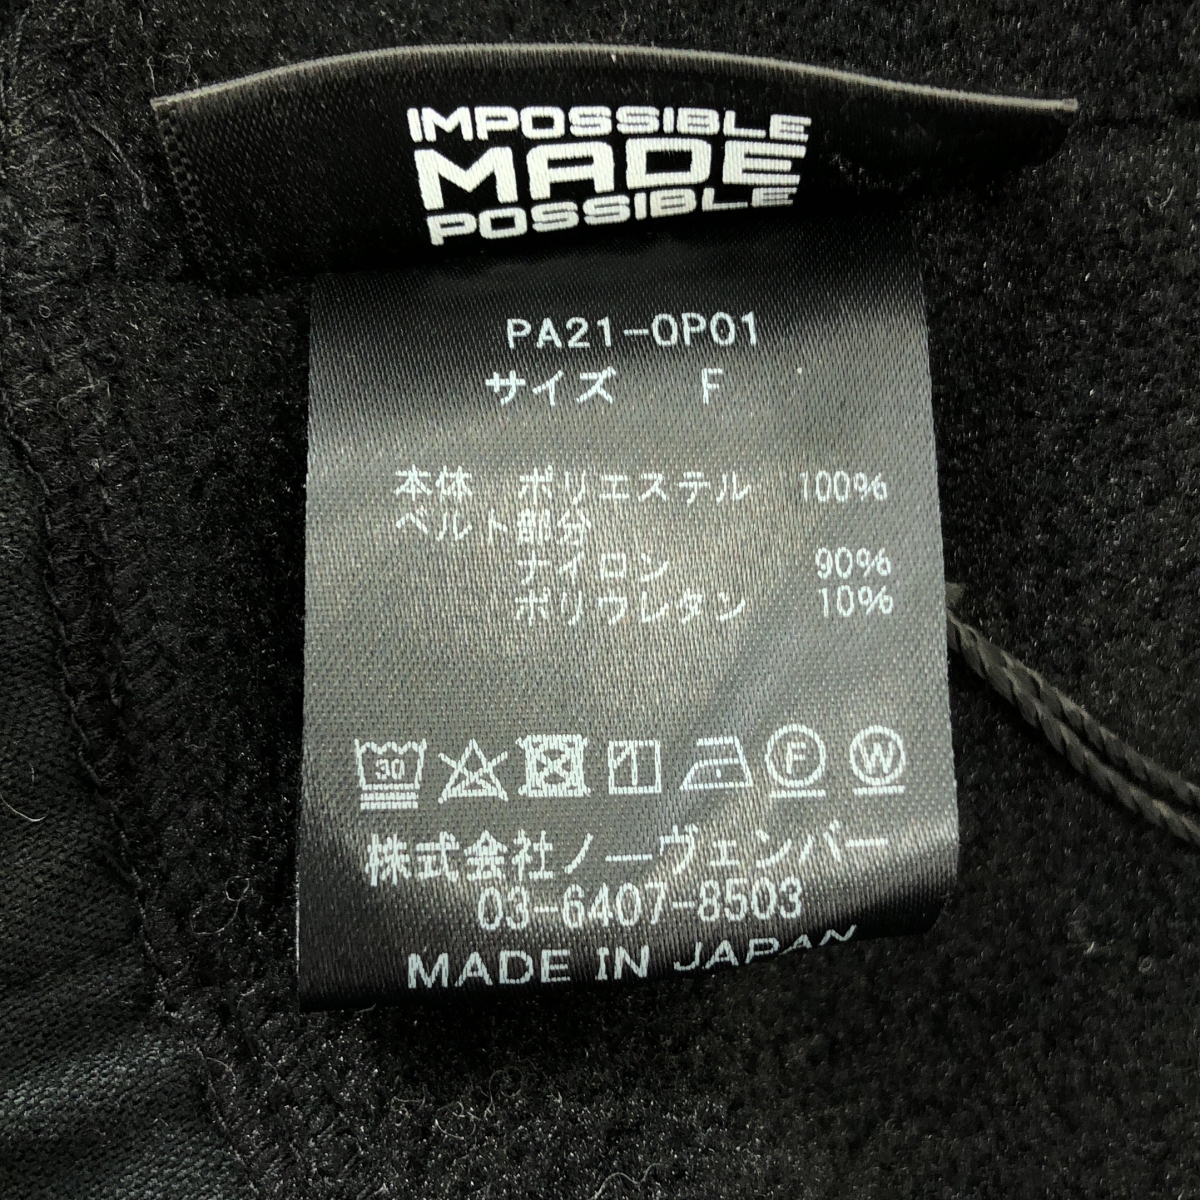 IMPOSSIBLE
MADE
POSSIBLE
PA21-OP01
サイズ F
本体 ポリエステル 100%
ベルト部分
ナイロン 90%
ポリウレタン 10%
30 F W
株式会社ノーヴェンバー
03-6407-8503
MADE IN JAPAN